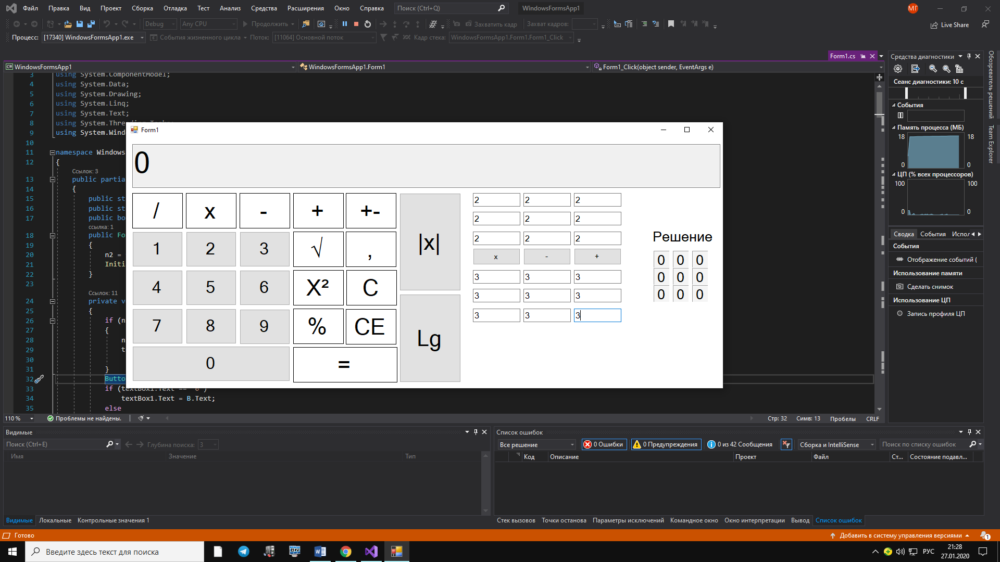 Файл Правка Вид Проект Сборка Отладка Тест Анализ Средства Расширения Окно Справка Поиск (Ctrl+Q) WindowsFormsApp1 МГ
Debug Any CPU Продолжить Захватить кадр Захват кадров: Live Share
Процесс: [17340] WindowsFormsApp1.exe События жизненного цикла Поток: [11064] Основной поток Кадр стека: WindowsFormsApp1.Form1.Form1_Click
Form1.cs
WindowsFormsApp1 WindowsFormsApp1.Form1 Form1_Click(object sender, EventArgs e)
3 using System.ComponentModel;
4 using System.Data;
5 using System.Drawing;
6 using System.Linq;
7 using System.Text;
8 using System.Threading.Tasks;
9 using System.Wind
10
11 namespace Windows
12 {
Ссылок: 3
13 public partia
14 {
15 public st
16 public st
17 public bo
ссылка: 1
18 public Fo
19 {
20 n2 =
21 Initi
22 }
23
Ссылок: 11
24 private v
25 {
26 if (n
27 {
28 n
29 t
30
31 }
32 Butto
33 if (textBox1.Text == "0")
34 textBox1.Text = B.Text;
35 else
Form1
0
/ x - + +-
1 2 3 √ ,
4 5 6 X² C
7 8 9 % CE
0 =
|x|
Lg
2 2 2
2 2 2
2 2 2
x - +
3 3 3
3 3 3
3 3 3
Решение
0 0 0
0 0 0
0 0 0
110 % Проблемы не найдены. Стр: 32 Симв: 13 Пробелы CRLF
Средства диагностики
Сеанс диагностики: 10 с
События
Память процесса (МБ)
18 18
0 0
ЦП (% всех процессоров)
100 100
0 0
Сводка События Испол
События
Отображение событий (
Использование памяти
Сделать снимок
Использование ЦП
Запись профиля ЦП
Обозреватель решений
Team Explorer
Видимые
Поиск (Ctrl+E) Глубина поиска: 3
Имя Значение Тип
Видимые Локальные Контрольные значения 1
Список ошибок
Все решение 0 Ошибки 0 Предупреждения 0 из 42 Сообщения Сборка и IntelliSense Поиск по списку ошибок
Код Описание Проект Файл Ст... Состояние подавл...
Стек вызовов Точки останова Параметры исключений Командное окно Окно интерпретации Вывод Список ошибок
Готово Добавить в систему управления версиями 1
Введите здесь текст для поиска РУС 21:28
27.01.2020